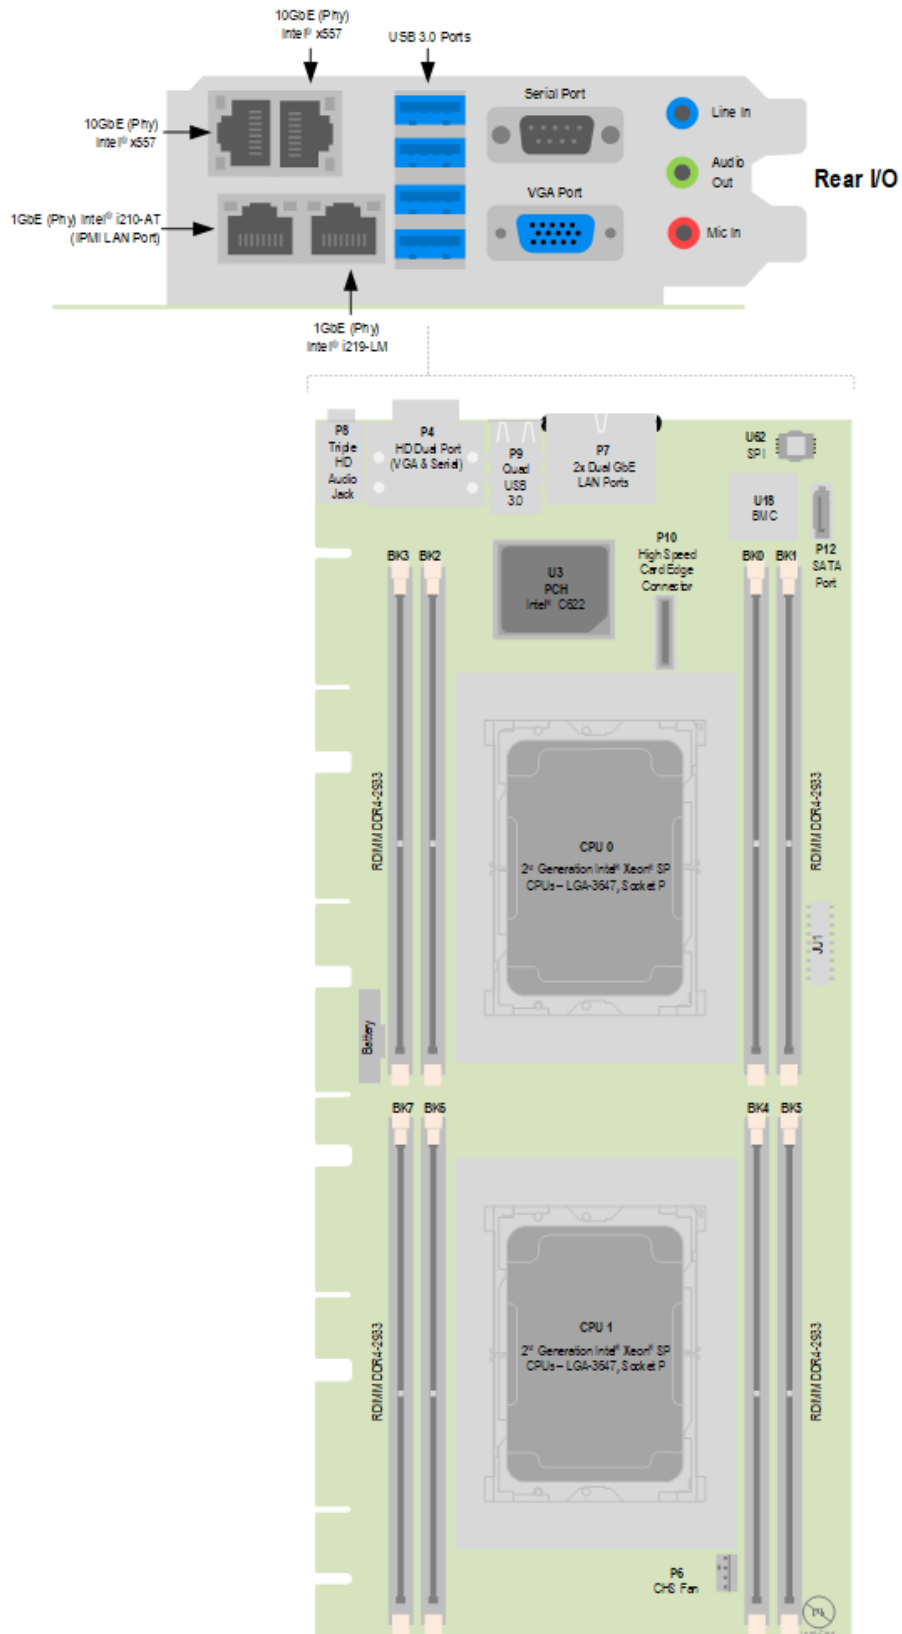 10GbE (Phy)
Intel® x557
USB 3.0 Ports
Serial Port
Line In
10GbE (Phy)
Intel® x557
Audio
Out
Rear I/O
VGA Port
1GbE (Phy) Intel® i210-AT
(IPMI LAN Port)
Mic In
1GbE (Phy)
Intel® i219-LM
P8
Triple
HD
Audio
Jack
P4
HD Dual Port
(VGA & Serial)
P9
Quad
USB
3.0
P7
2x Dual GbE
LAN Ports
U62
SPI
U18
BMC
P12
SATA
Port
P10
High Speed
Card Edge
Connector
BK3
BK2
U3
PCH
Intel® C622
BK0
BK1
RDIMM DDR4-2933
CPU 0
2nd Generation Intel® Xeon® SP
CPUs – LGA-3647, Socket P
RDIMM DDR4-2933
JU1
Battery
BK7
BK6
BK4
BK5
RDIMM DDR4-2933
CPU 1
2nd Generation Intel® Xeon® SP
CPUs – LGA-3647, Socket P
RDIMM DDR4-2933
P6
CHS Fan